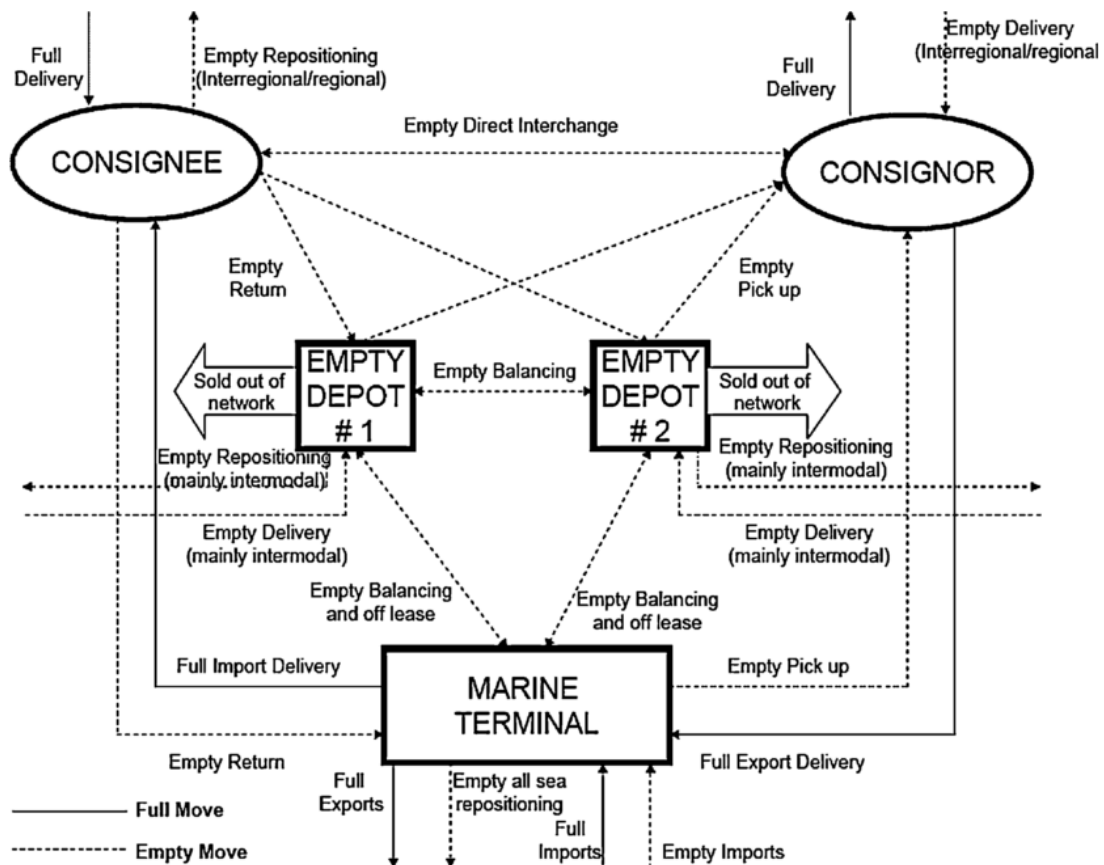 Full
Delivery
Empty Repositioning
(Interregional/regional)
Full
Delivery
Empty Delivery
(Interregional/regional
CONSIGNEE
Empty Direct Interchange
CONSIGNOR
Empty
Return
Empty
Pick up
EMPTY
DEPOT
# 1
Empty Balancing
EMPTY
DEPOT
# 2
Sold out of
network
Sold out of
network
Empty Repositioning
(mainly intermodal)
Empty Repositioning
(mainly intermodal)
Empty Delivery
(mainly intermodal)
Empty Delivery
(mainly intermodal)
Empty Balancing
and off lease
Empty Balancing
and off lease
Full Import Delivery
MARINE
TERMINAL
Empty Pick up
Empty Return
Full Export Delivery
Full
Exports
Empty all sea
repositioning
Full
Imports
Empty Imports
Full Move
Empty Move